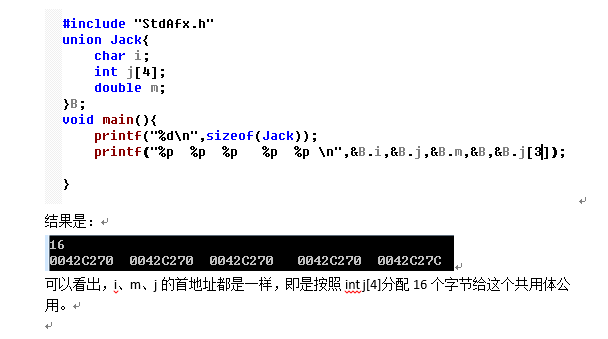 #include "StdAfx.h"
union Jack{
    char i;
    int j[4];
    double m;
}B;
void main(){
    printf("%d\n",sizeof(Jack));
    printf("%p  %p  %p   %p  %p \n",&B.i,&B.j,&B.m,&B,&B.j[3]);
}
结果是：
16
0042C270  0042C270  0042C270   0042C270  0042C27C
可以看出，i、m、j 的首地址都是一样，即是按照 int j[4]分配 16 个字节给这个共用体公
用。